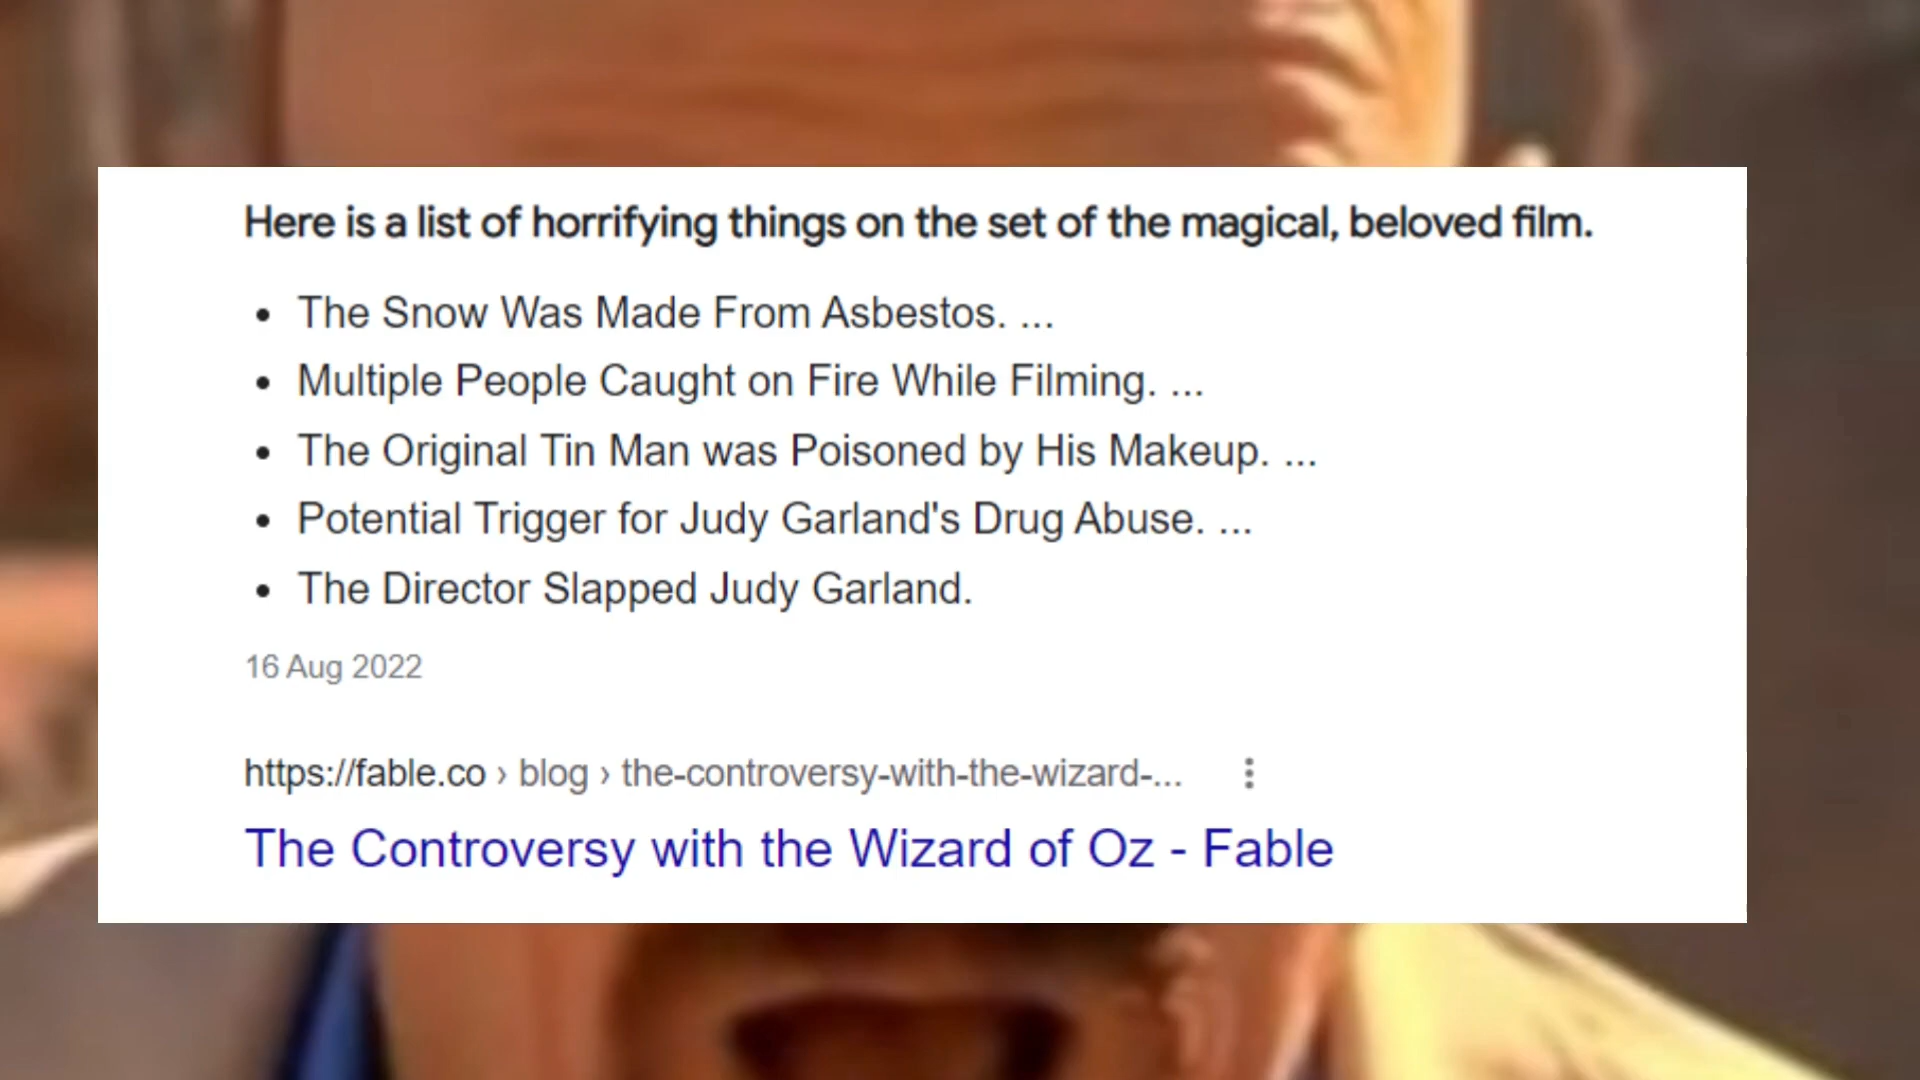 Here is a list of horrifying things on the set of the magical, beloved film.
• The Snow Was Made From Asbestos. ...
• Multiple People Caught on Fire While Filming. ...
• The Original Tin Man was Poisoned by His Makeup. ...
• Potential Trigger for Judy Garland's Drug Abuse. ...
• The Director Slapped Judy Garland.
16 Aug 2022
https://fable.co › blog › the-controversy-with-the-wizard-...
The Controversy with the Wizard of Oz - Fable